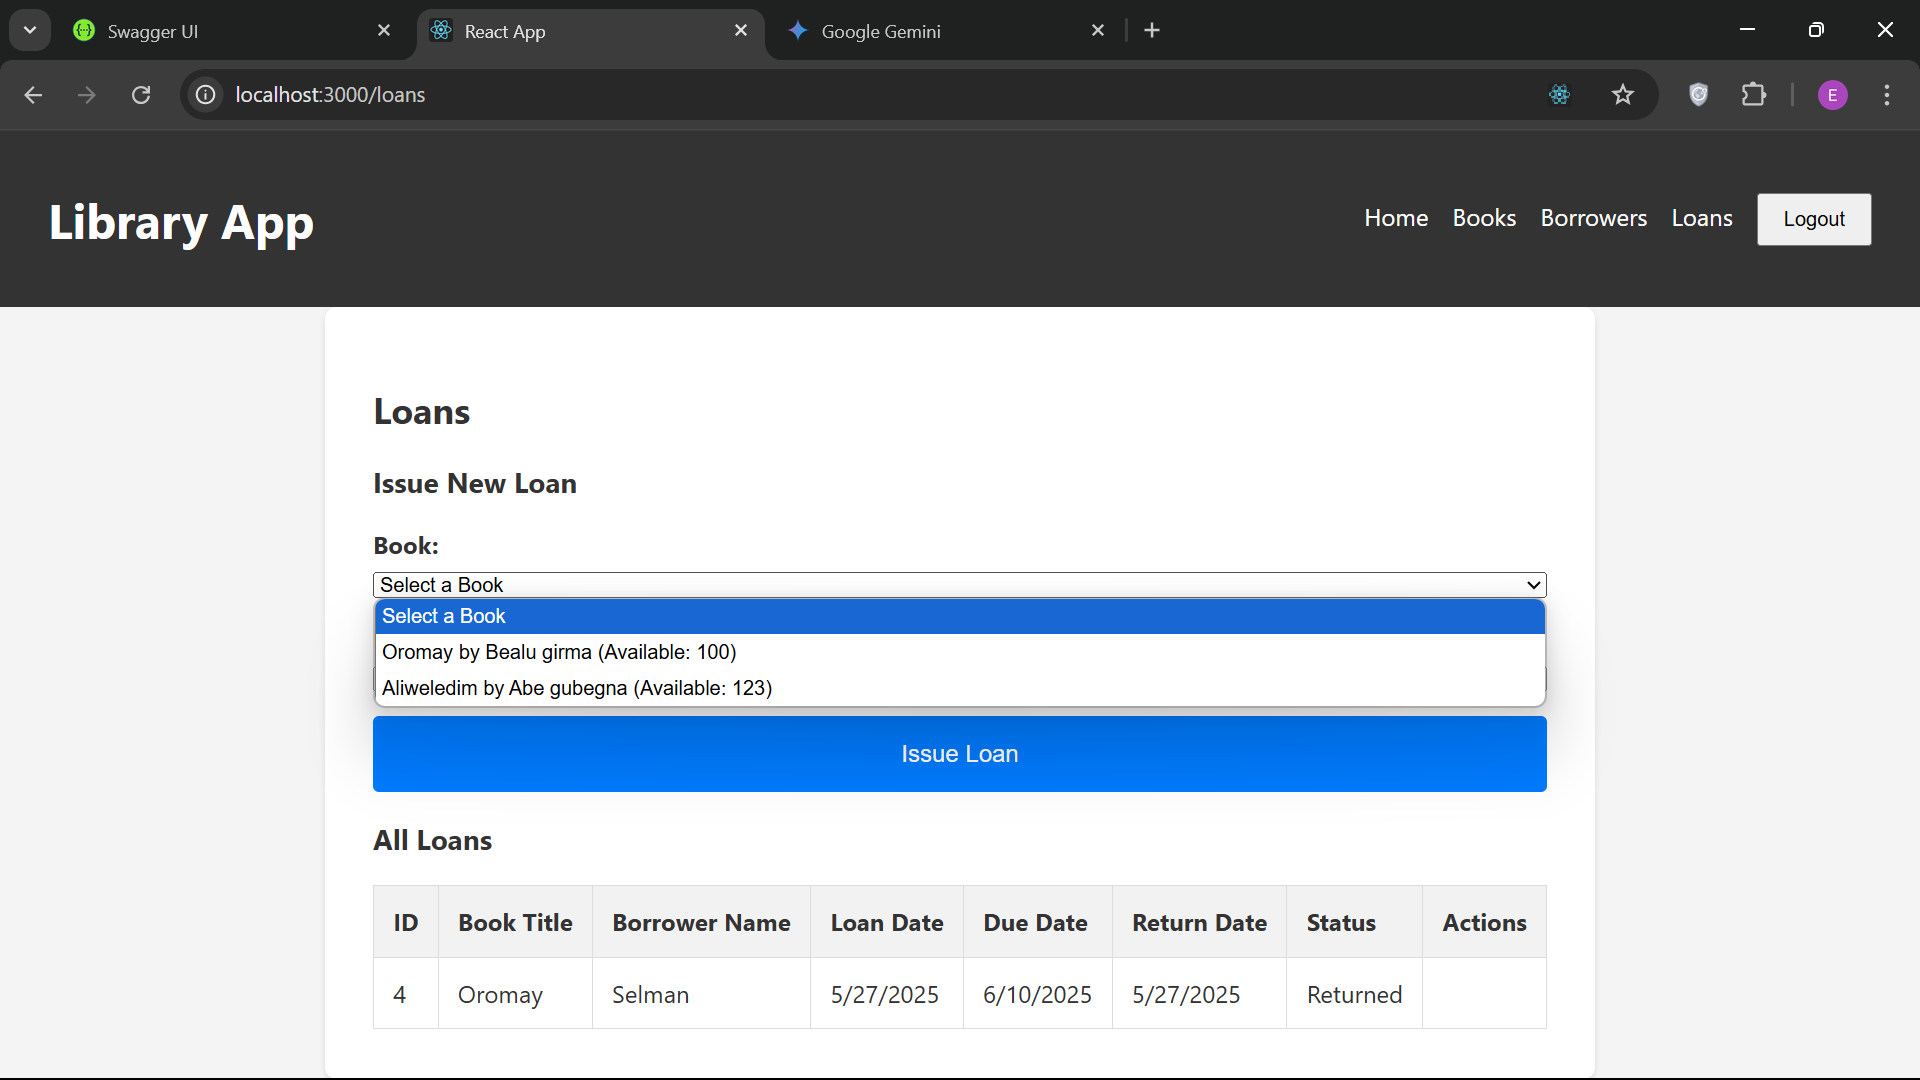 Swagger UI
React App
Google Gemini
localhost:3000/loans
E
Library App
Home Books Borrowers Loans Logout
Loans
Issue New Loan
Book:
Select a Book
Select a Book
Oromay by Bealu girma (Available: 100)
Aliweledim by Abe gubegna (Available: 123)
Issue Loan
All Loans
ID Book Title Borrower Name Loan Date Due Date Return Date Status Actions
4 Oromay Selman 5/27/2025 6/10/2025 5/27/2025 Returned